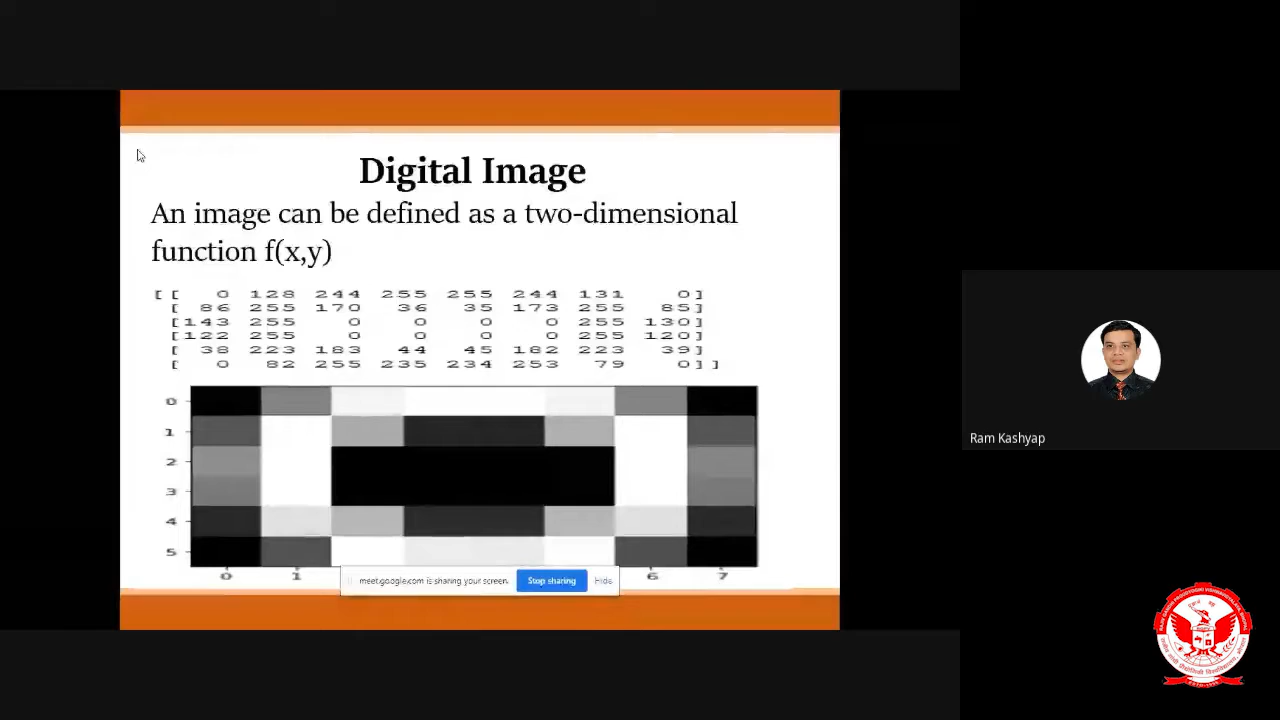 Digital Image
An image can be defined as a two-dimensional
function f(x,y)
[[ 0 128 244 255 255 244 131 0]
[ 86 255 170 36 35 173 255 85]
[143 255 0 0 0 0 255 130]
[122 255 0 0 0 0 255 120]
[ 38 223 183 44 45 182 223 39]
[ 0 82 255 235 234 253 79 0]]
0
1
2
3
4
5
0 1 6 7
meet.google.com is sharing your screen. Stop sharing Hide
Ram Kashyap